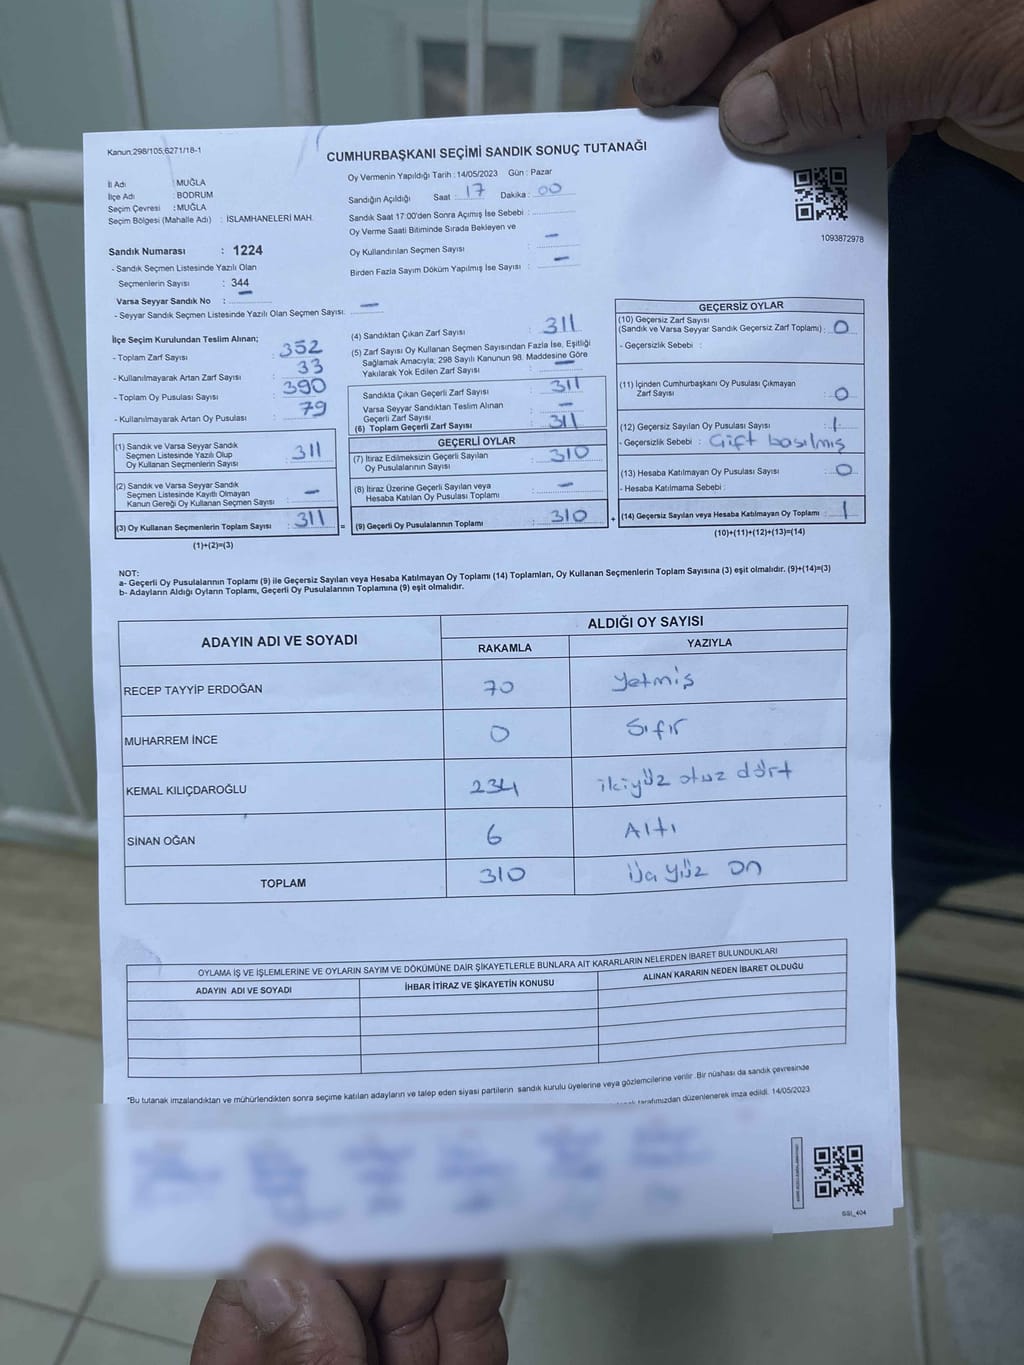 Kanun:298/105,6271/18-1
CUMHURBAŞKANI SEÇİMİ SANDIK SONUÇ TUTANAĞI
İl Adı : MUĞLA
İlçe Adı : BODRUM
Seçim Çevresi : MUĞLA
Seçim Bölgesi (Mahalle Adı) : İSLAMHANELERİ MAH.
Oy Vermenin Yapıldığı Tarih : 14/05/2023 Gün : Pazar
Sandığın Açıldığı Saat : 17 Dakika : 00
Sandık Saat 17:00'den Sonra Açımış İse Sebebi :
Oy Verme Saati Bitiminde Sırada Bekleyen ve
Oy Kullandırılan Seçmen Sayısı : —
Birden Fazla Sayım Döküm Yapılmış İse Sayısı : —
1093872978
Sandık Numarası : 1224
- Sandık Seçmen Listesinde Yazılı Olan
Seçmenlerin Sayısı : 344
Varsa Seyyar Sandık No : —
- Seyyar Sandık Seçmen Listesinde Yazılı Olan Seçmen Sayısı: —
İlçe Seçim Kurulundan Teslim Alınan;
- Toplam Zarf Sayısı : 352
- Kullanılmayarak Artan Zarf Sayısı : 33
- Toplam Oy Pusulası Sayısı : 390
- Kullanılmayarak Artan Oy Pusulası : 79
(1) Sandık ve Varsa Seyyar Sandık
Seçmen Listesinde Yazılı Olup
Oy Kullanan Seçmenlerin Sayısı : 311
(2) Sandık ve Varsa Seyyar Sandık
Seçmen Listesinde Kayıtlı Olmayan
Kanun Gereği Oy Kullanan Seçmen Sayısı : —
(3) Oy Kullanan Seçmenlerin Toplam Sayısı : 311 =
(1)+(2)=(3)
(4) Sandıktan Çıkan Zarf Sayısı : 311
(5) Zarf Sayısı Oy Kullanan Seçmen Sayısından Fazla İse, Eşitliği
Sağlamak Amacıyla; 298 Sayılı Kanunun 98. Maddesine Göre
Yakılarak Yok Edilen Zarf Sayısı : —
Sandıkta Çıkan Geçerli Zarf Sayısı : 311
Varsa Seyyar Sandıktan Teslim Alınan
Geçerli Zarf Sayısı : —
(6) Toplam Geçerli Zarf Sayısı : 311
GEÇERLİ OYLAR
(7) İtiraz Edilmeksizin Geçerli Sayılan
Oy Pusulalarının Sayısı : 310
(8) İtiraz Üzerine Geçerli Sayılan veya
Hesaba Katılan Oy Pusulası Toplamı : —
(9) Geçerli Oy Pusulalarının Toplamı : 310 +
GEÇERSİZ OYLAR
(10) Geçersiz Zarf Sayısı
(Sandık ve Varsa Seyyar Sandık Geçersiz Zarf Toplamı) : 0
- Geçersizlik Sebebi :
(11) İçinden Cumhurbaşkanı Oy Pusulası Çıkmayan
Zarf Sayısı : 0
(12) Geçersiz Sayılan Oy Pusulası Sayısı : 1
- Geçersizlik Sebebi : Çift basılmış
(13) Hesaba Katılmayan Oy Pusulası Sayısı : 0
- Hesaba Katılmama Sebebi :
(14) Geçersiz Sayılan veya Hesaba Katılmayan Oy Toplamı : 1
(10)+(11)+(12)+(13)=(14)
NOT:
a- Geçerli Oy Pusulalarının Toplamı (9) ile Geçersiz Sayılan veya Hesaba Katılmayan Oy Toplamı (14) Toplamları, Oy Kullanan Seçmenlerin Toplam Sayısına (3) eşit olmalıdır. (9)+(14)=(3)
b- Adayların Aldığı Oyların Toplamı, Geçerli Oy Pusulalarının Toplamına (9) eşit olmalıdır.
ADAYIN ADI VE SOYADI ALDIĞI OY SAYISI
RAKAMLA YAZIYLA
RECEP TAYYİP ERDOĞAN 70 yetmiş
MUHARREM İNCE 0 Sıfır
KEMAL KILIÇDAROĞLU 234 ikiyüz otuz dört
SİNAN OĞAN 6 Altı
TOPLAM 310 üç yüz on
OYLAMA İŞ VE İŞLEMLERİNE VE OYLARIN SAYIM VE DÖKÜMÜNE DAİR ŞİKAYETLERLE BUNLARA AİT KARARLARIN NELERDEN İBARET BULUNDUKLARI
ADAYIN ADI VE SOYADI İHBAR İTİRAZ VE ŞİKAYETİN KONUSU ALINAN KARARIN NEDEN İBARET OLDUĞU
*Bu tutanak imzalandıktan ve mühürlendikten sonra seçime katılan adayların ve talep eden siyasi partilerin sandık kurulu üyelerine veya gözlemcilerine verilir. Bir nüshası da sandık çevresinde
tarafımızdan düzenlenerek imza edildi. 14/05/2023